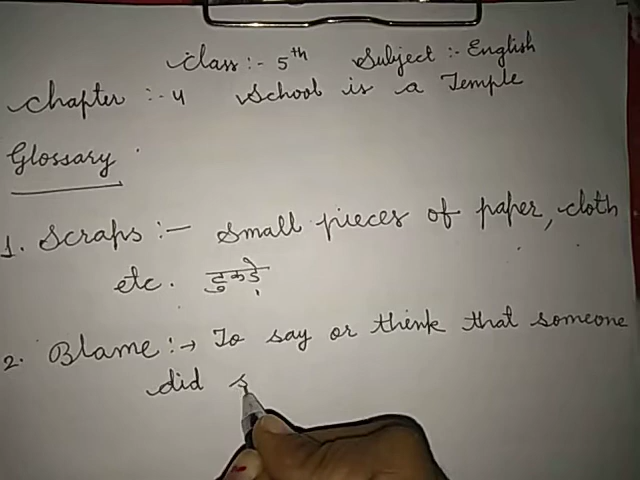 Class :- 5th Subject :- English
Chapter :- 4 School is a Temple
Glossary
1. Scraps :- Small pieces of paper, cloth
etc. टुकड़े
2. Blame :→ To say or think that someone
did s